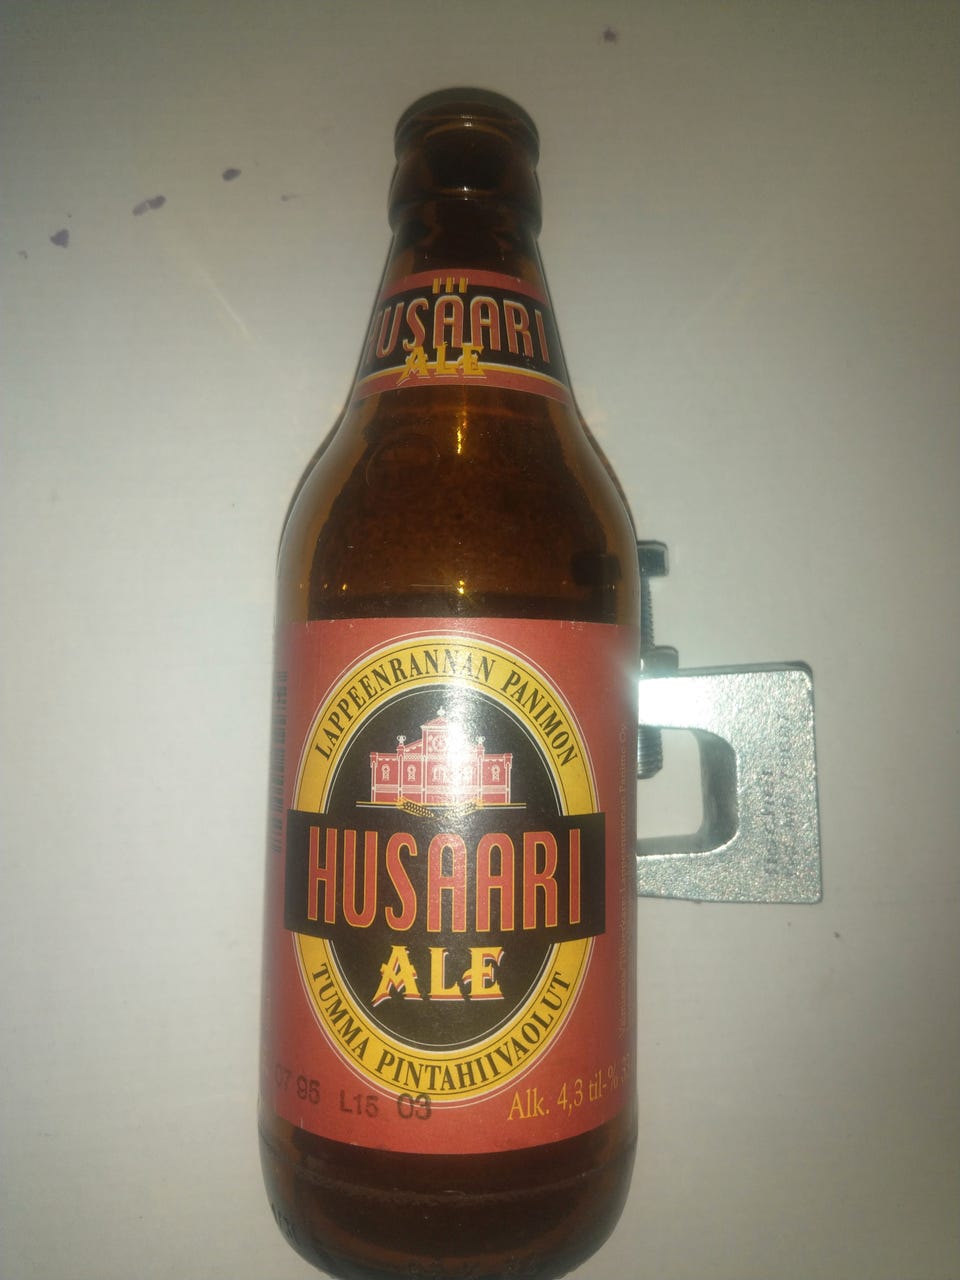 HUSAARI
ALE
LAPPEENRANNAN PANIMON
HUSAARI
ALE
TUMMA PINTAHIIVAOLUT
07 95 L15 03
Alk. 4,3 til-%